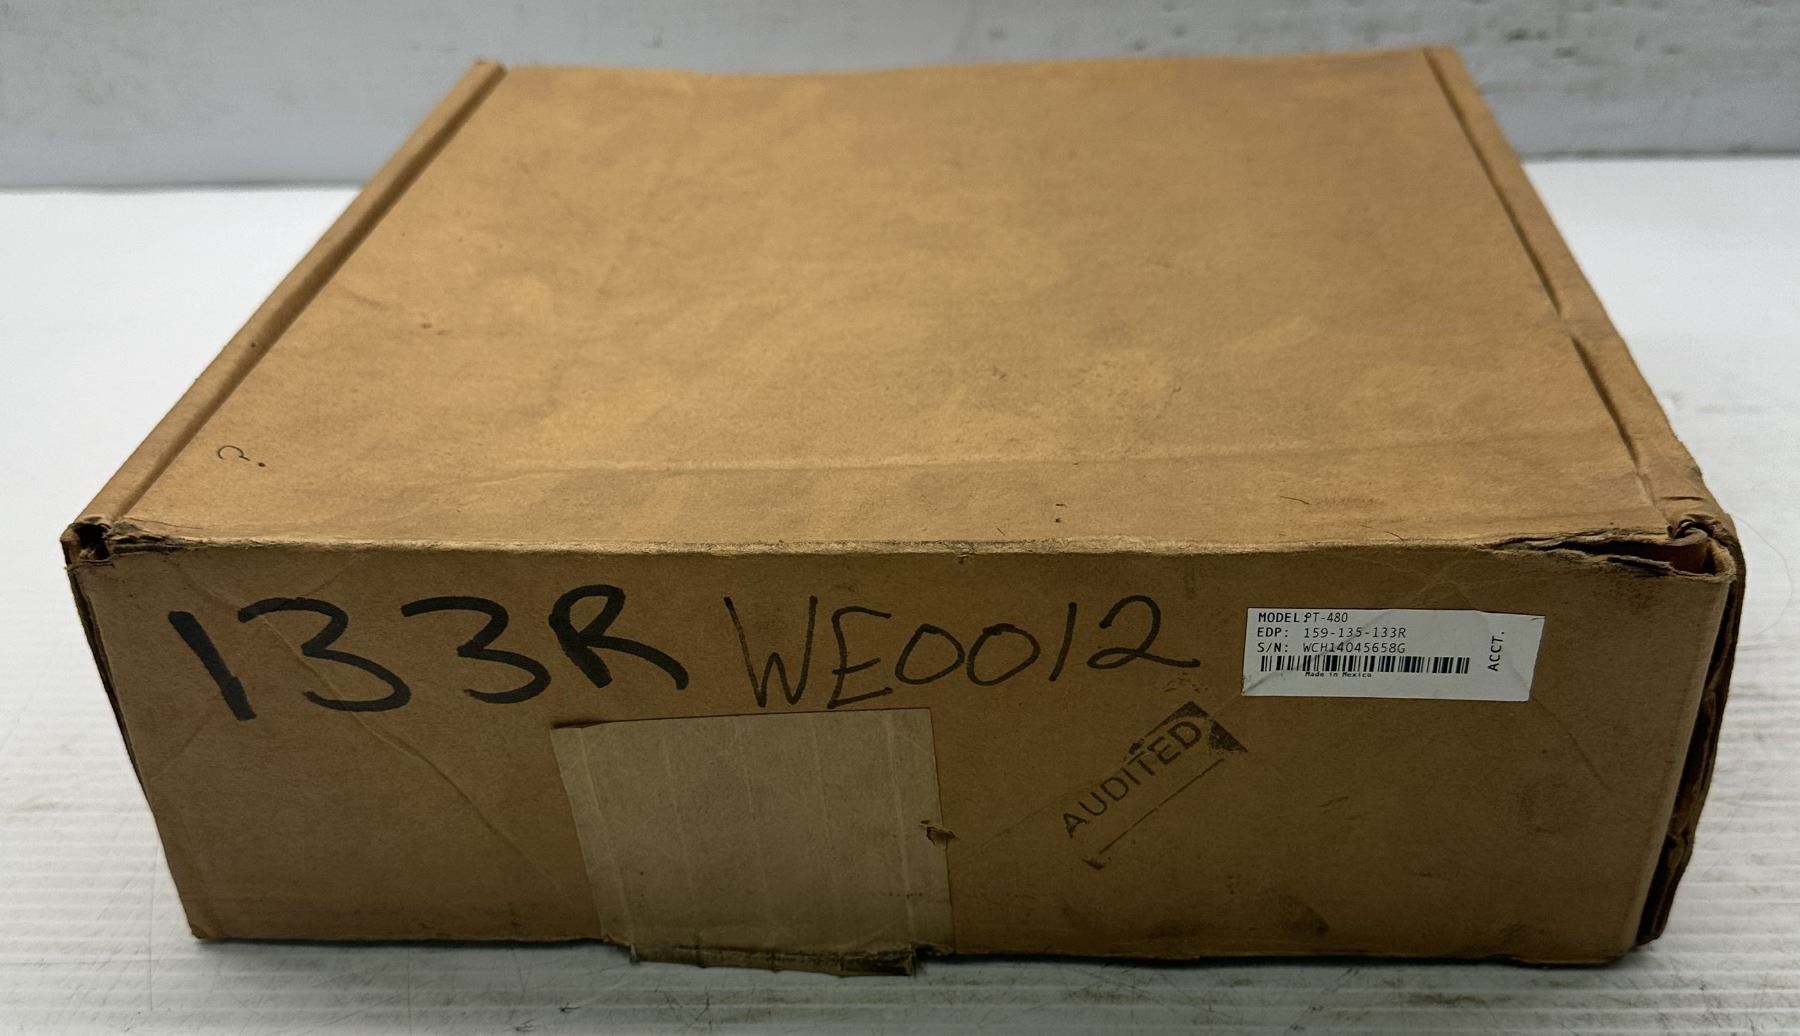 ?
133R WE0012
MODEL:PT-480
EDP: 159-135-133R
S/N: WCH14045658G
Made in Mexico
ACCT.
AUDITED